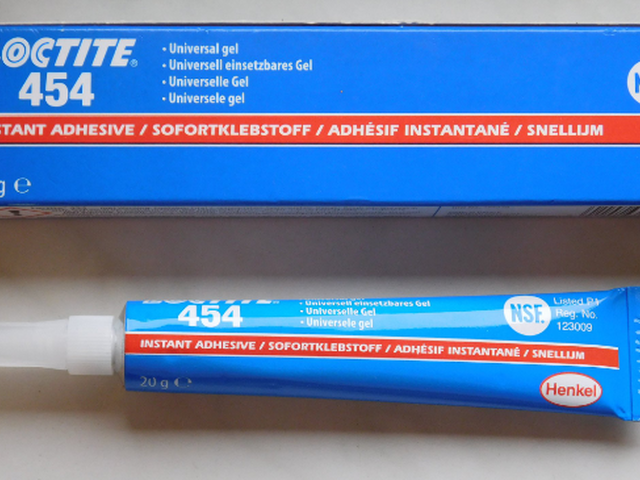 OCTITE®
454
• Universal gel
• Universell einsetzbares Gel
• Universelle Gel
• Universele gel
STANT ADHESIVE / SOFORTKLEBSTOFF / ADHÉSIF INSTANTANÉ / SNELLIJM
g ℮
LOCTITE®
454
• Universell einsetzbares Gel
• Universelle Gel
• Universele gel
NSF.
Listed P1
Reg. No.
123009
INSTANT ADHESIVE / SOFORTKLEBSTOFF / ADHÉSIF INSTANTANÉ / SNELLIJM
20 g ℮
Henkel